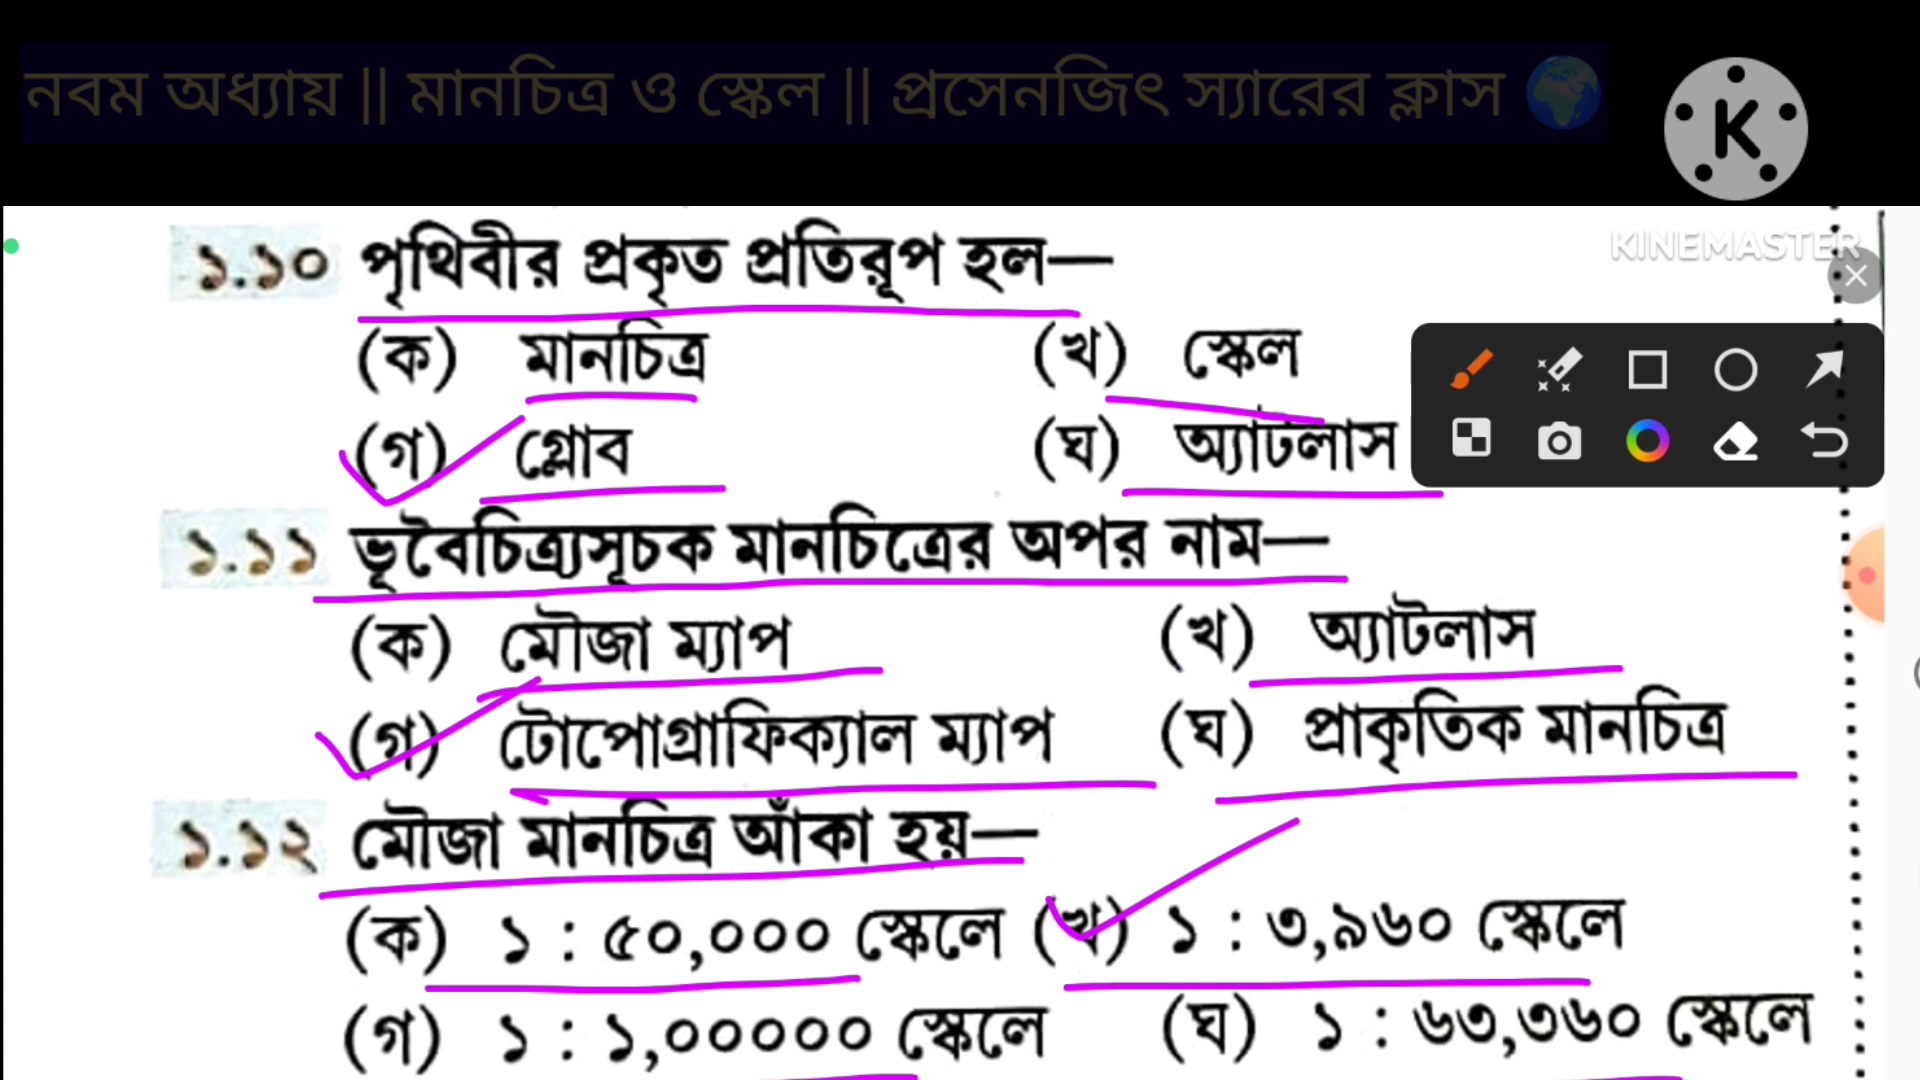 নবম অধ্যায় || মানচিত্র ও স্কেল || প্রসেনজিৎ স্যারের ক্লাস 🌍
K
KINEMASTER
১.১০ পৃথিবীর প্রকৃত প্রতিরূপ হল—
(ক) মানচিত্র (খ) স্কেল
(গ) গ্লোব (ঘ) অ্যাটলাস
১.১১ ভূবৈচিত্র্যসূচক মানচিত্রের অপর নাম—
(ক) মৌজা ম্যাপ (খ) অ্যাটলাস
(গ) টোপোগ্রাফিক্যাল ম্যাপ (ঘ) প্রাকৃতিক মানচিত্র
১.১২ মৌজা মানচিত্র আঁকা হয়—
(ক) ১ : ৫০,০০০ স্কেলে (খ) ১ : ৩,৯৬০ স্কেলে
(গ) ১ : ১,০০০০০ স্কেলে (ঘ) ১ : ৬৩,৩৬০ স্কেলে